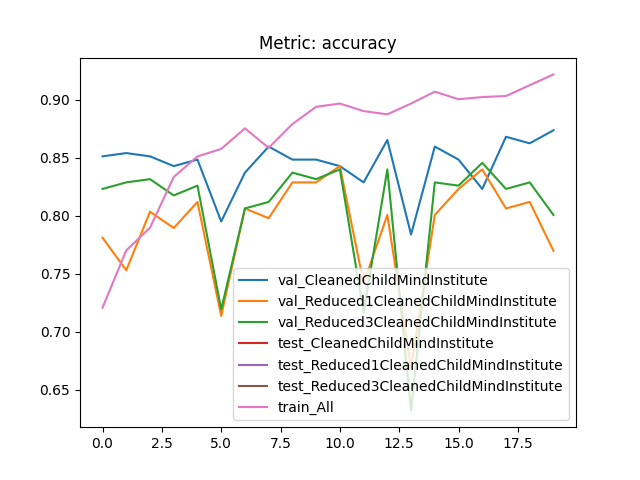 Metric: accuracy
0.90
0.85
0.80
0.75
0.70
0.65
val_CleanedChildMindInstitute
val_Reduced1CleanedChildMindInstitute
val_Reduced3CleanedChildMindInstitute
test_CleanedChildMindInstitute
test_Reduced1CleanedChildMindInstitute
test_Reduced3CleanedChildMindInstitute
train_All
0.0 2.5 5.0 7.5 10.0 12.5 15.0 17.5